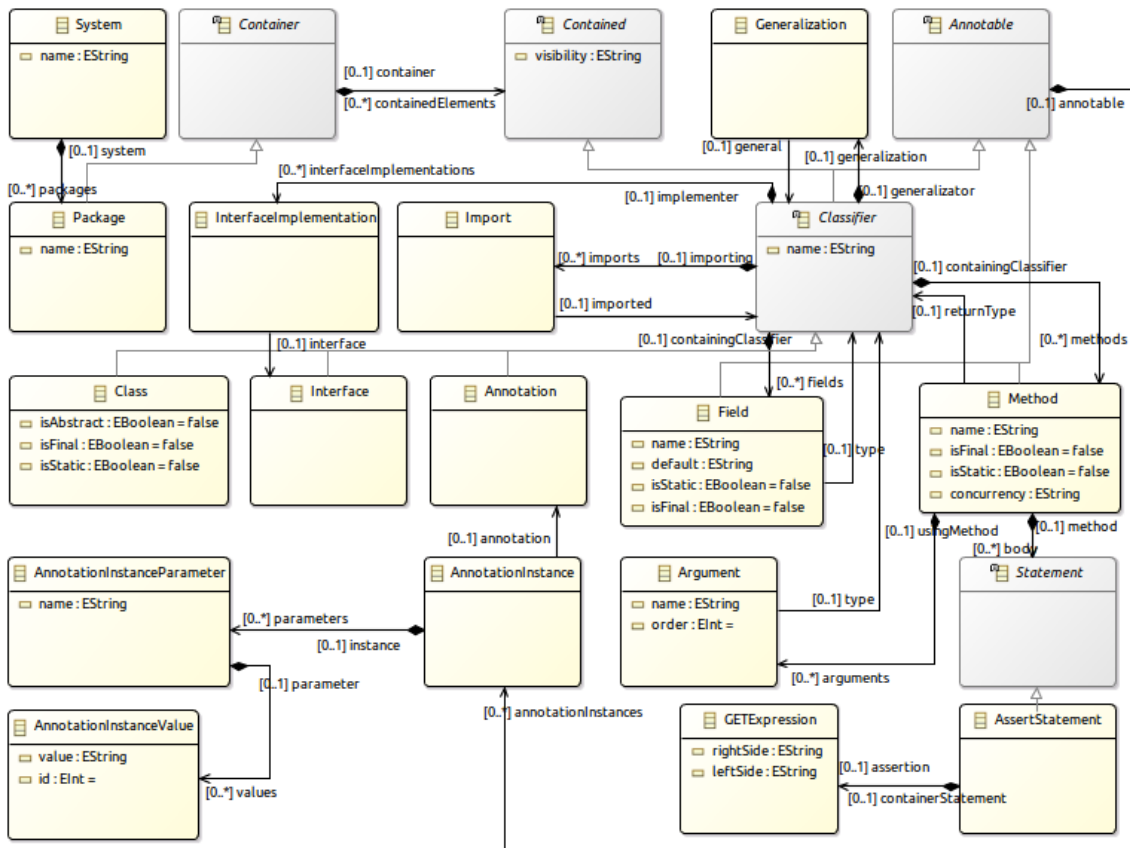 System
name : EString
Container
Contained
visibility : EString
Generalization
Annotable
[0..1] container
[0..*] containedElements
[0..1] annotable
[0..1] system
[0..*] packages
[0..*] interfaceImplementations
[0..1] general
[0..1] generalization
[0..1] implementer
[0..1] generalizator
Package
name : EString
InterfaceImplementation
Import
Classifier
name : EString
[0..*] imports
[0..1] importing
[0..1] imported
[0..1] containingClassifier
[0..1] returnType
[0..*] methods
[0..1] interface
[0..1] containingClassifier
[0..*] fields
Class
isAbstract : EBoolean = false
isFinal : EBoolean = false
isStatic : EBoolean = false
Interface
Annotation
Field
name : EString
default : EString
isStatic : EBoolean = false
isFinal : EBoolean = false
[0..1] type
Method
name : EString
isFinal : EBoolean = false
isStatic : EBoolean = false
concurrency : EString
[0..1] annotation
[0..1] usingMethod
[0..1] method
[0..*] body
AnnotationInstanceParameter
name : EString
AnnotationInstance
[0..*] parameters
[0..1] instance
Argument
name : EString
order : EInt =
[0..1] type
Statement
[0..1] parameter
[0..*] arguments
[0..*] annotationInstances
AnnotationInstanceValue
value : EString
id : EInt =
[0..*] values
GETExpression
rightSide : EString
leftSide : EString
AssertStatement
[0..1] assertion
[0..1] containerStatement